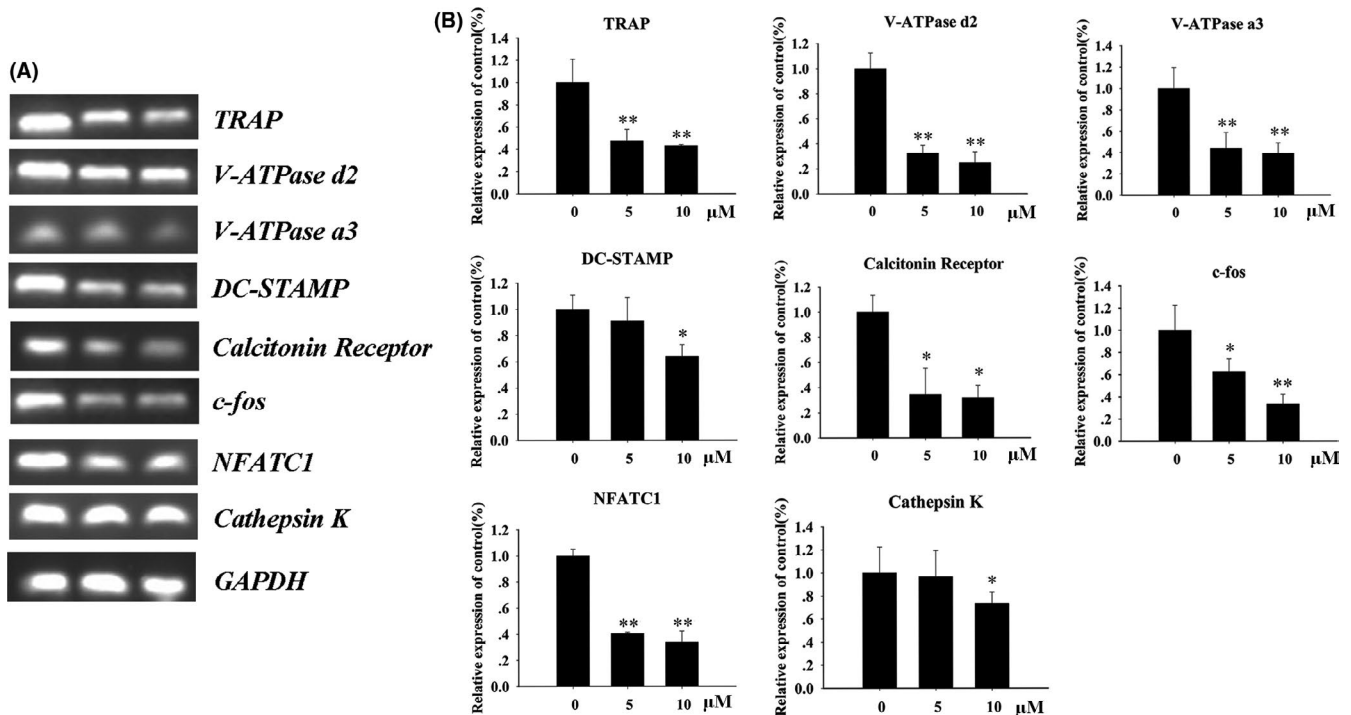 (A)
TRAP
V-ATPase d2
V-ATPase a3
DC-STAMP
Calcitonin Receptor
c-fos
NFATC1
Cathepsin K
GAPDH
(B)
TRAP
Relative expression of control(%)
1.4
1.2
1.0
.8
.6
.4
.2
0.0
** **
0 5 10 μM
V-ATPase d2
Relative expression of control(%)
1.2
1.0
.8
.6
.4
.2
0.0
** **
0 5 10 μM
V-ATPase a3
Relative expression of control(%)
1.4
1.2
1.0
.8
.6
.4
.2
0.0
** **
0 5 10 μM
DC-STAMP
Relative expression of control(%)
1.4
1.2
1.0
.8
.6
.4
.2
0.0
*
0 5 10 μM
Calcitonin Receptor
Relative expression of control(%)
1.2
1.0
.8
.6
.4
.2
0.0
* *
0 5 10 μM
c-fos
Relative expression of control(%)
1.4
1.2
1.0
.8
.6
.4
.2
0.0
* **
0 5 10 μM
NFATC1
Relative expression of control(%)
1.2
1.0
.8
.6
.4
.2
0.0
** **
0 5 10 μM
Cathepsin K
Relative expression of control(%)
1.4
1.2
1.0
.8
.6
.4
.2
0.0
*
0 5 10 μM